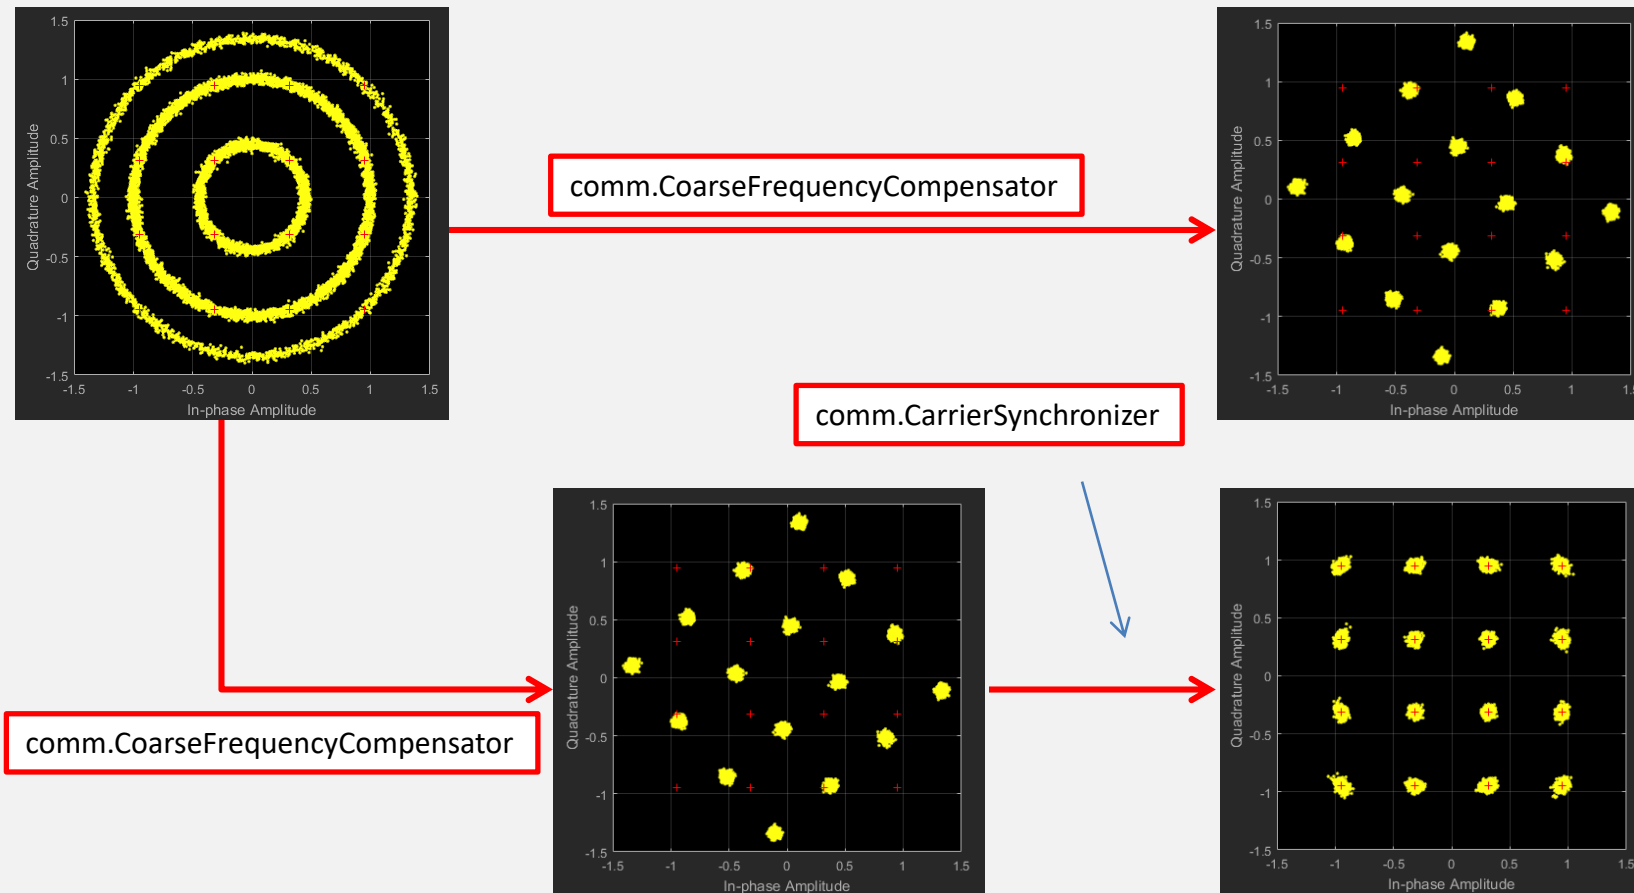 1.5
1
0.5
0
-0.5
-1
-1.5
Quadrature Amplitude
-1.5 -1 -0.5 0 0.5 1 1.5
In-phase Amplitude
comm.CoarseFrequencyCompensator
1.5
1
0.5
0
-0.5
-1
-1.5
Quadrature Amplitude
-1.5 -1 -0.5 0 0.5 1 1.5
In-phase Amplitude
comm.CarrierSynchronizer
comm.CoarseFrequencyCompensator
1.5
1
0.5
0
-0.5
-1
-1.5
Quadrature Amplitude
-1.5 -1 -0.5 0 0.5 1 1.5
In-phase Amplitude
1.5
1
0.5
0
-0.5
-1
-1.5
Quadrature Amplitude
-1.5 -1 -0.5 0 0.5 1 1.5
In-phase Amplitude